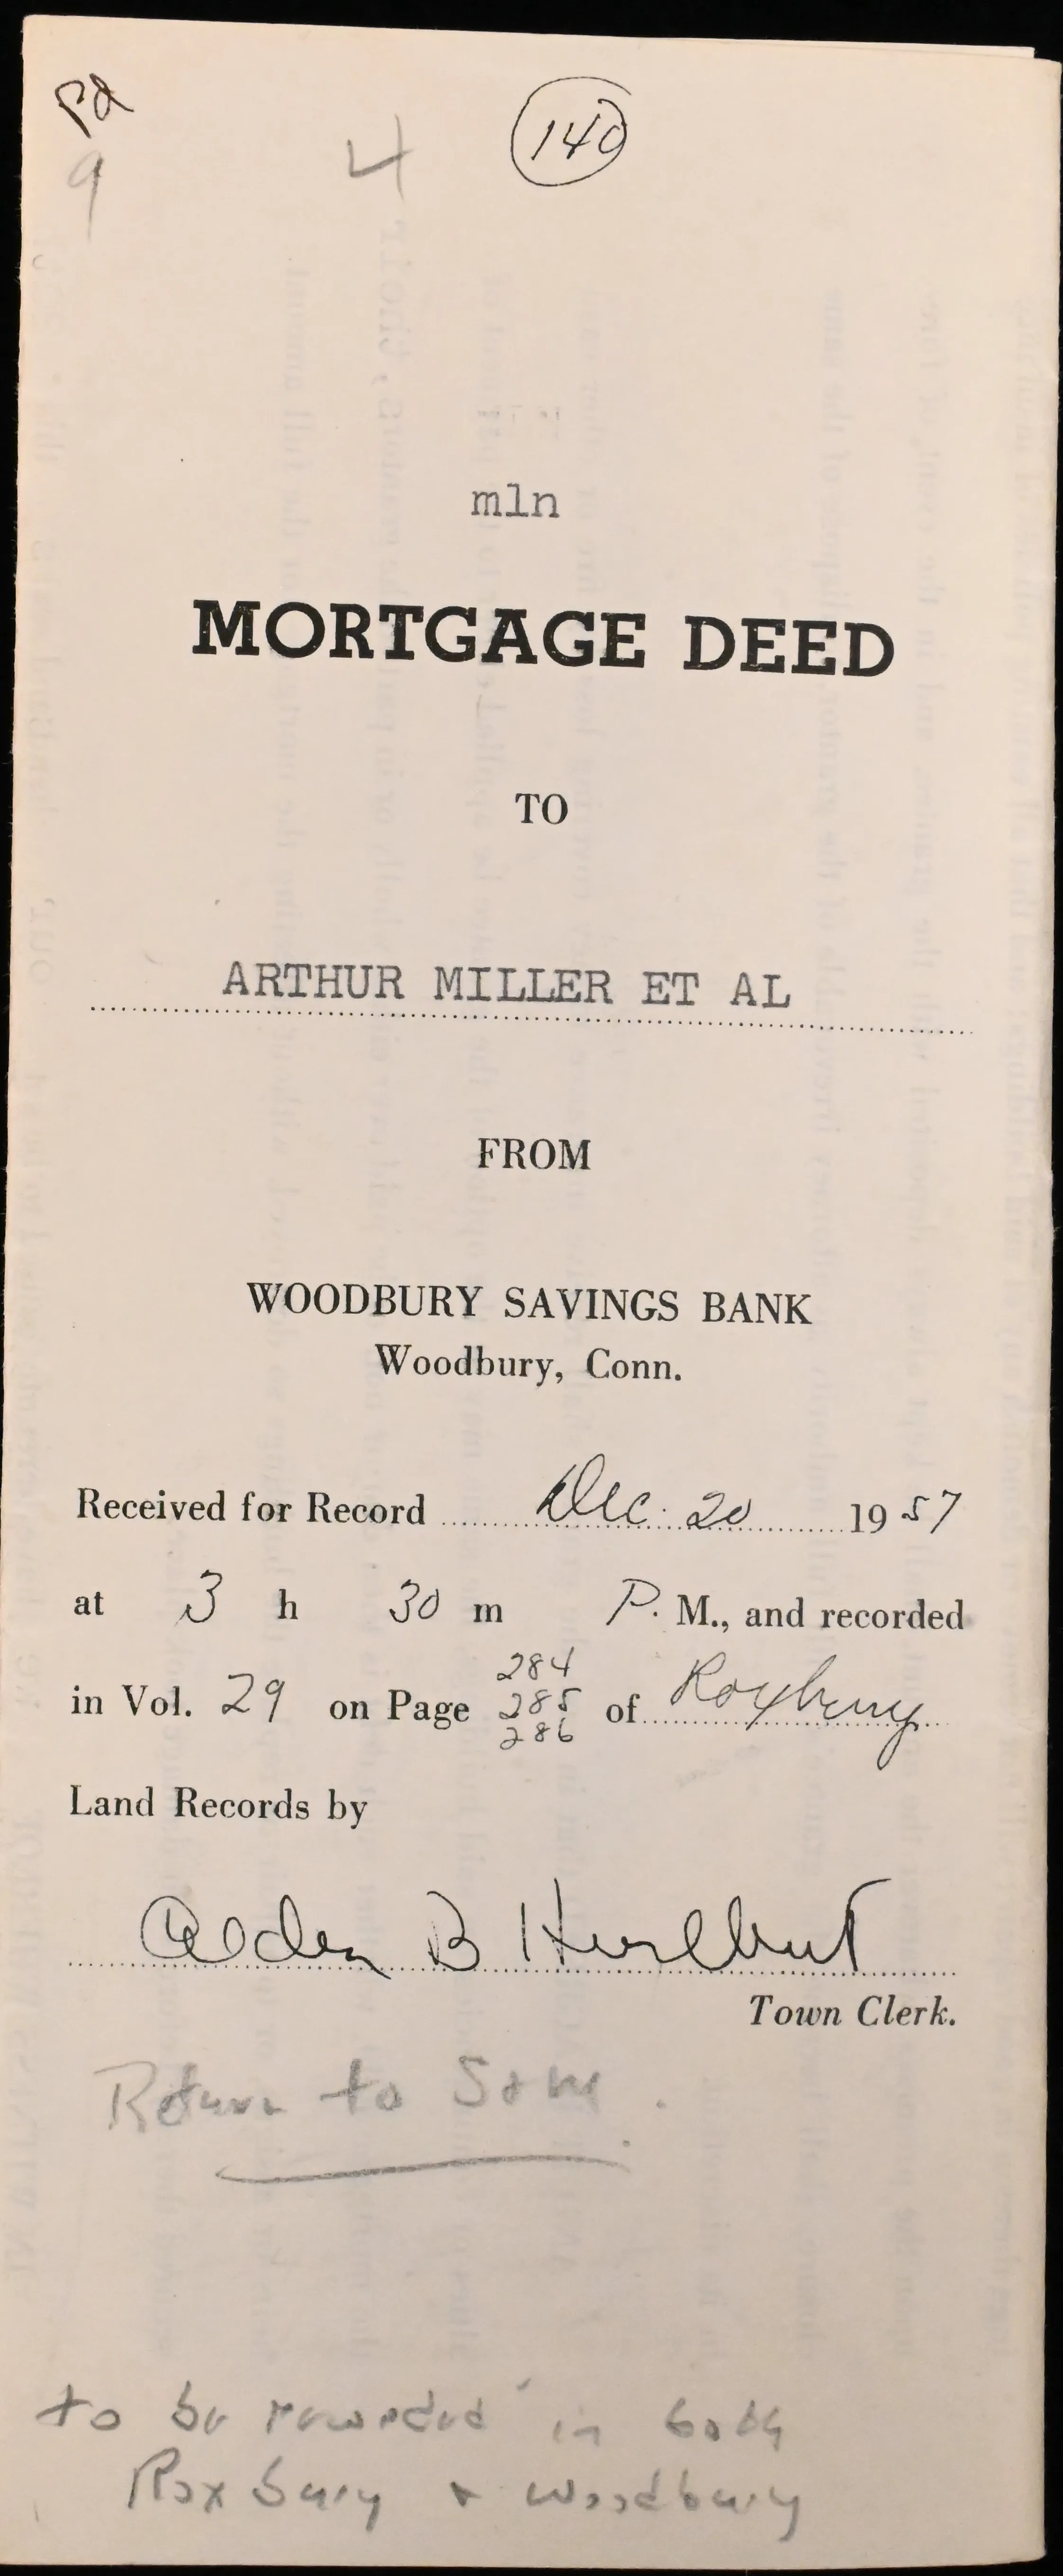 Pd
140
9
4
mln
MORTGAGE DEED
TO
ARTHUR MILLER ET AL
FROM
WOODBURY SAVINGS BANK
Woodbury, Conn.
Received for Record Dec. 20 1957
at 3 h 30 m P. M., and recorded
284
in Vol. 29 on Page 285 of Roxbury
286
Land Records by
Alden B Hurlbut
Town Clerk.
Return to Same.
to be recorded in both
Roxbury & Woodbury